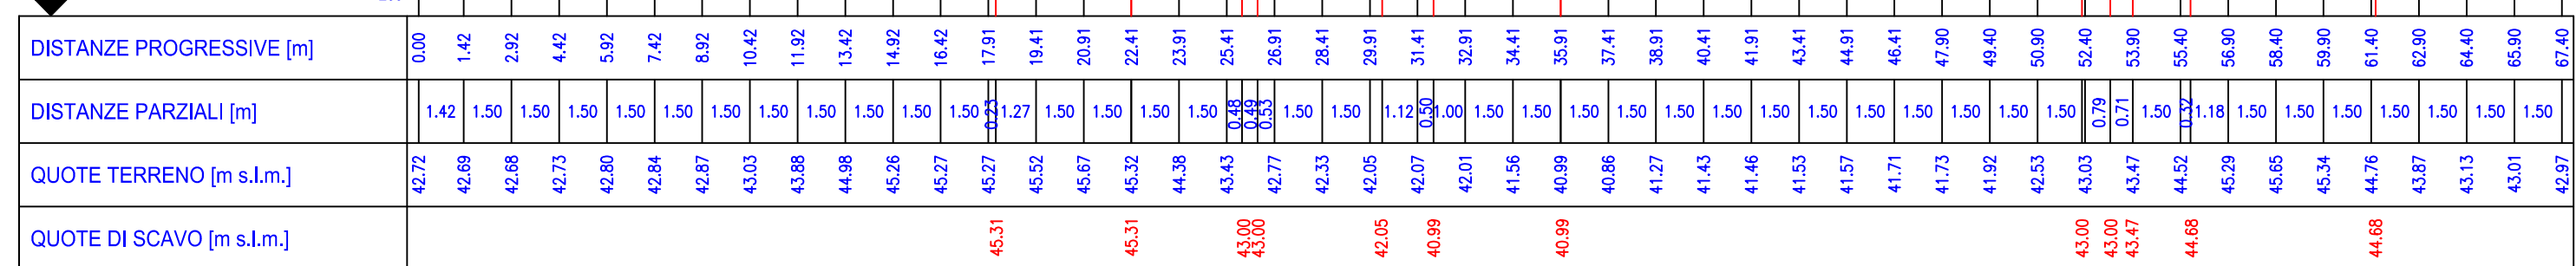 DISTANZE PROGRESSIVE [m] 0.00 1.42 2.92 4.42 5.92 7.42 8.92 10.42 11.92 13.42 14.92 16.42 17.91 19.41 20.91 22.41 23.91 25.41 26.91 28.41 29.91 31.41 32.91 34.41 35.91 37.41 38.91 40.41 41.91 43.41 44.91 46.41 47.90 49.40 50.90 52.40 53.90 55.40 56.90 58.40 59.90 61.40 62.90 64.40 65.90 67.40
DISTANZE PARZIALI [m] 1.42 1.50 1.50 1.50 1.50 1.50 1.50 1.50 1.50 1.50 1.50 1.50 0.23 1.27 1.50 1.50 1.50 1.50 0.48 0.49 0.53 1.50 1.50 1.12 0.50 1.00 1.50 1.50 1.50 1.50 1.50 1.50 1.50 1.50 1.50 1.50 1.50 1.50 1.50 0.79 0.71 1.50 0.32 1.18 1.50 1.50 1.50 1.50 1.50 1.50 1.50
QUOTE TERRENO [m s.l.m.] 42.72 42.69 42.68 42.73 42.80 42.84 42.87 43.03 43.88 44.98 45.26 45.27 45.27 45.52 45.67 45.32 44.38 43.43 42.77 42.33 42.05 42.07 42.01 41.56 40.99 40.86 41.27 41.43 41.46 41.53 41.57 41.71 41.73 41.92 42.53 43.03 43.47 44.52 45.29 45.65 45.34 44.76 43.87 43.13 43.01 42.97
QUOTE DI SCAVO [m s.l.m.] 45.31 45.31 43.00 43.00 42.05 40.99 40.99 43.00 43.00 43.47 44.68 44.68